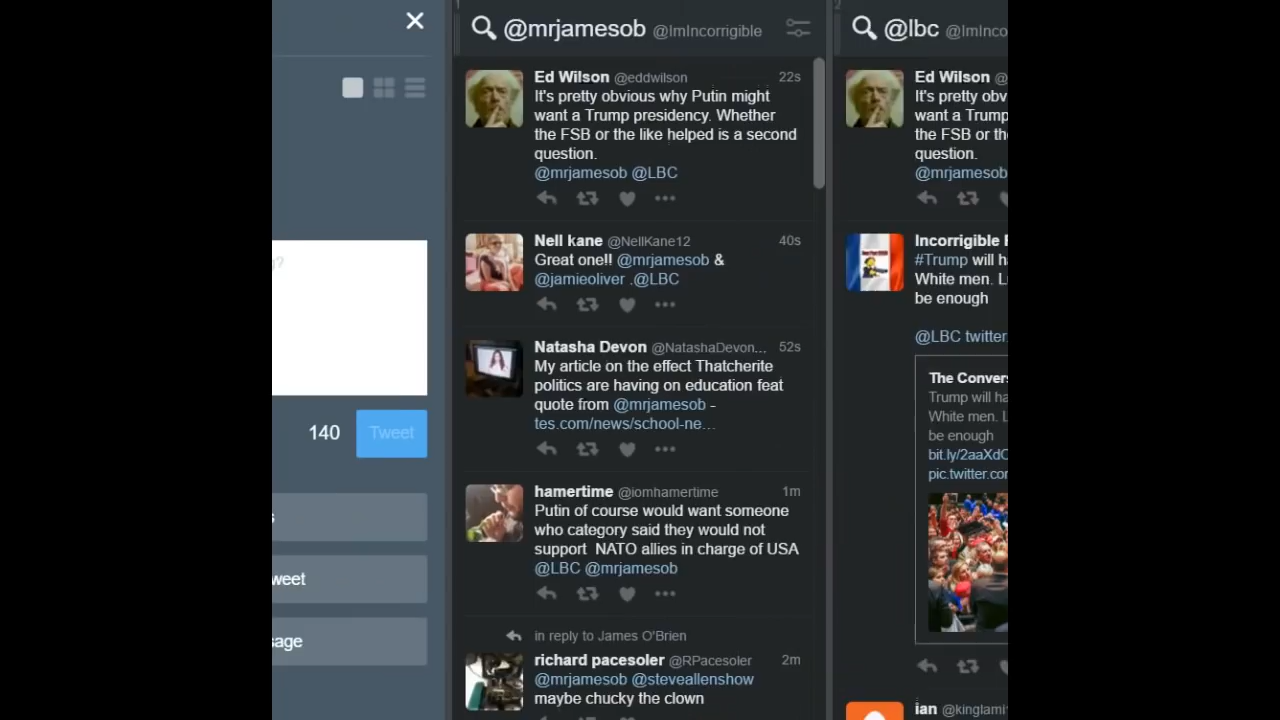 g?
140
Tweet
s
weet
sage
@mrjamesob @ImIncorrigible
Ed Wilson @eddwilson 22s
It's pretty obvious why Putin might
want a Trump presidency. Whether
the FSB or the like helped is a second
question.
@mrjamesob @LBC
Nell kane @NellKane12 40s
Great one!! @mrjamesob &
@jamieoliver .@LBC
Natasha Devon @NatashaDevon... 52s
My article on the effect Thatcherite
politics are having on education feat
quote from @mrjamesob -
tes.com/news/school-ne…
hamertime @iomhamertime 1m
Putin of course would want someone
who category said they would not
support NATO allies in charge of USA
@LBC @mrjamesob
in reply to James O'Brien
richard pacesoler @RPacesoler 2m
@mrjamesob @steveallenshow
maybe chucky the clown
@lbc @ImInco
Ed Wilson @
It's pretty obv
want a Trump
the FSB or the
question.
@mrjamesob
Incorrigible
#Trump will ha
White men. L
be enough
@LBC twitter
The Convers
Trump will ha
White men. L
be enough
bit.ly/2aaXdC
pic.twitter.con
ian @kinglami